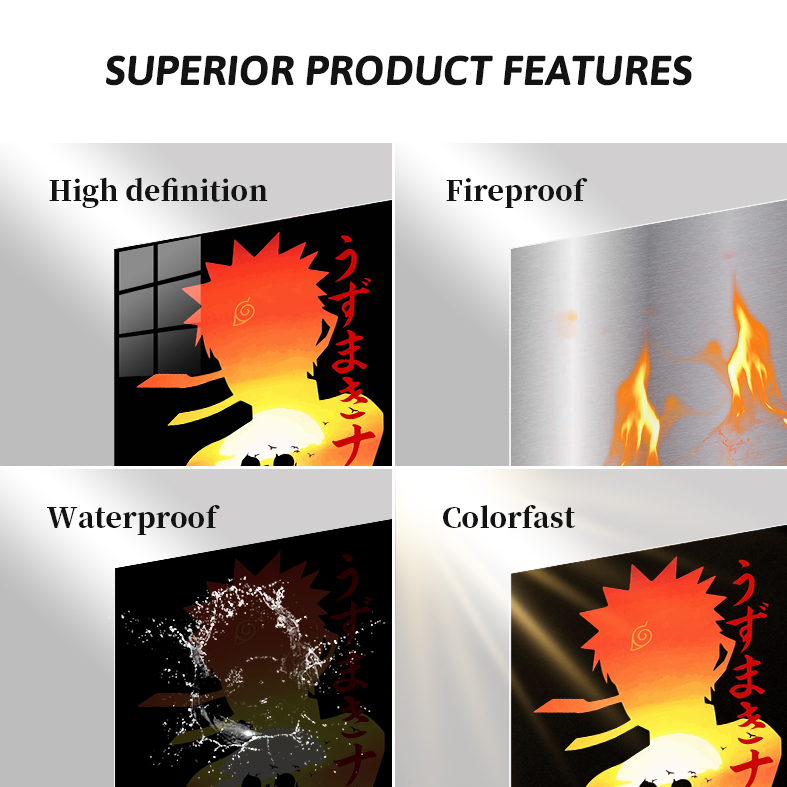 SUPERIOR PRODUCT FEATURES
High definition
Fireproof
うずまきナ
Waterproof
Colorfast
うずまきナ
うずまきナ